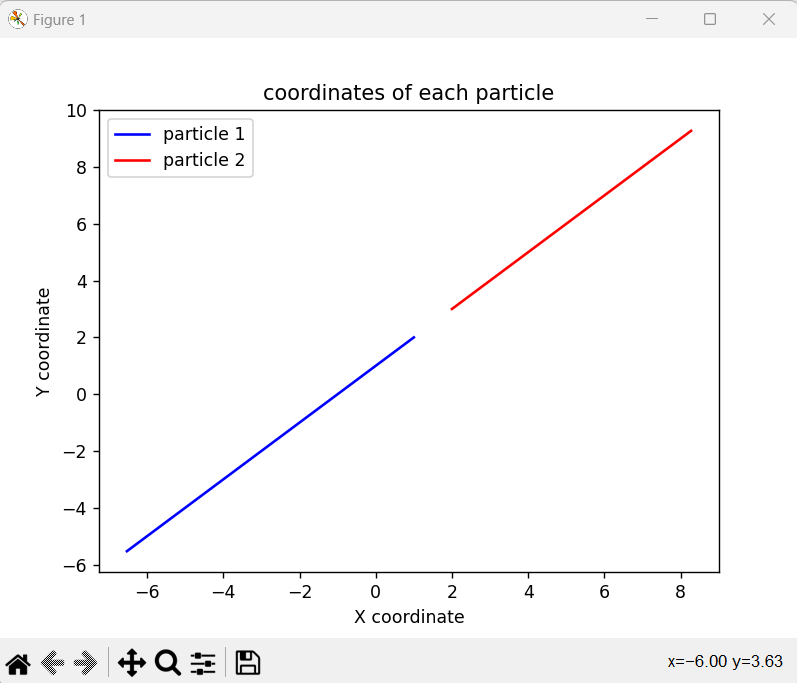 Figure 1
coordinates of each particle
particle 1
particle 2
10
8
6
4
2
0
−2
−4
−6
Y coordinate
−6 −4 −2 0 2 4 6 8
X coordinate
x=−6.00 y=3.63